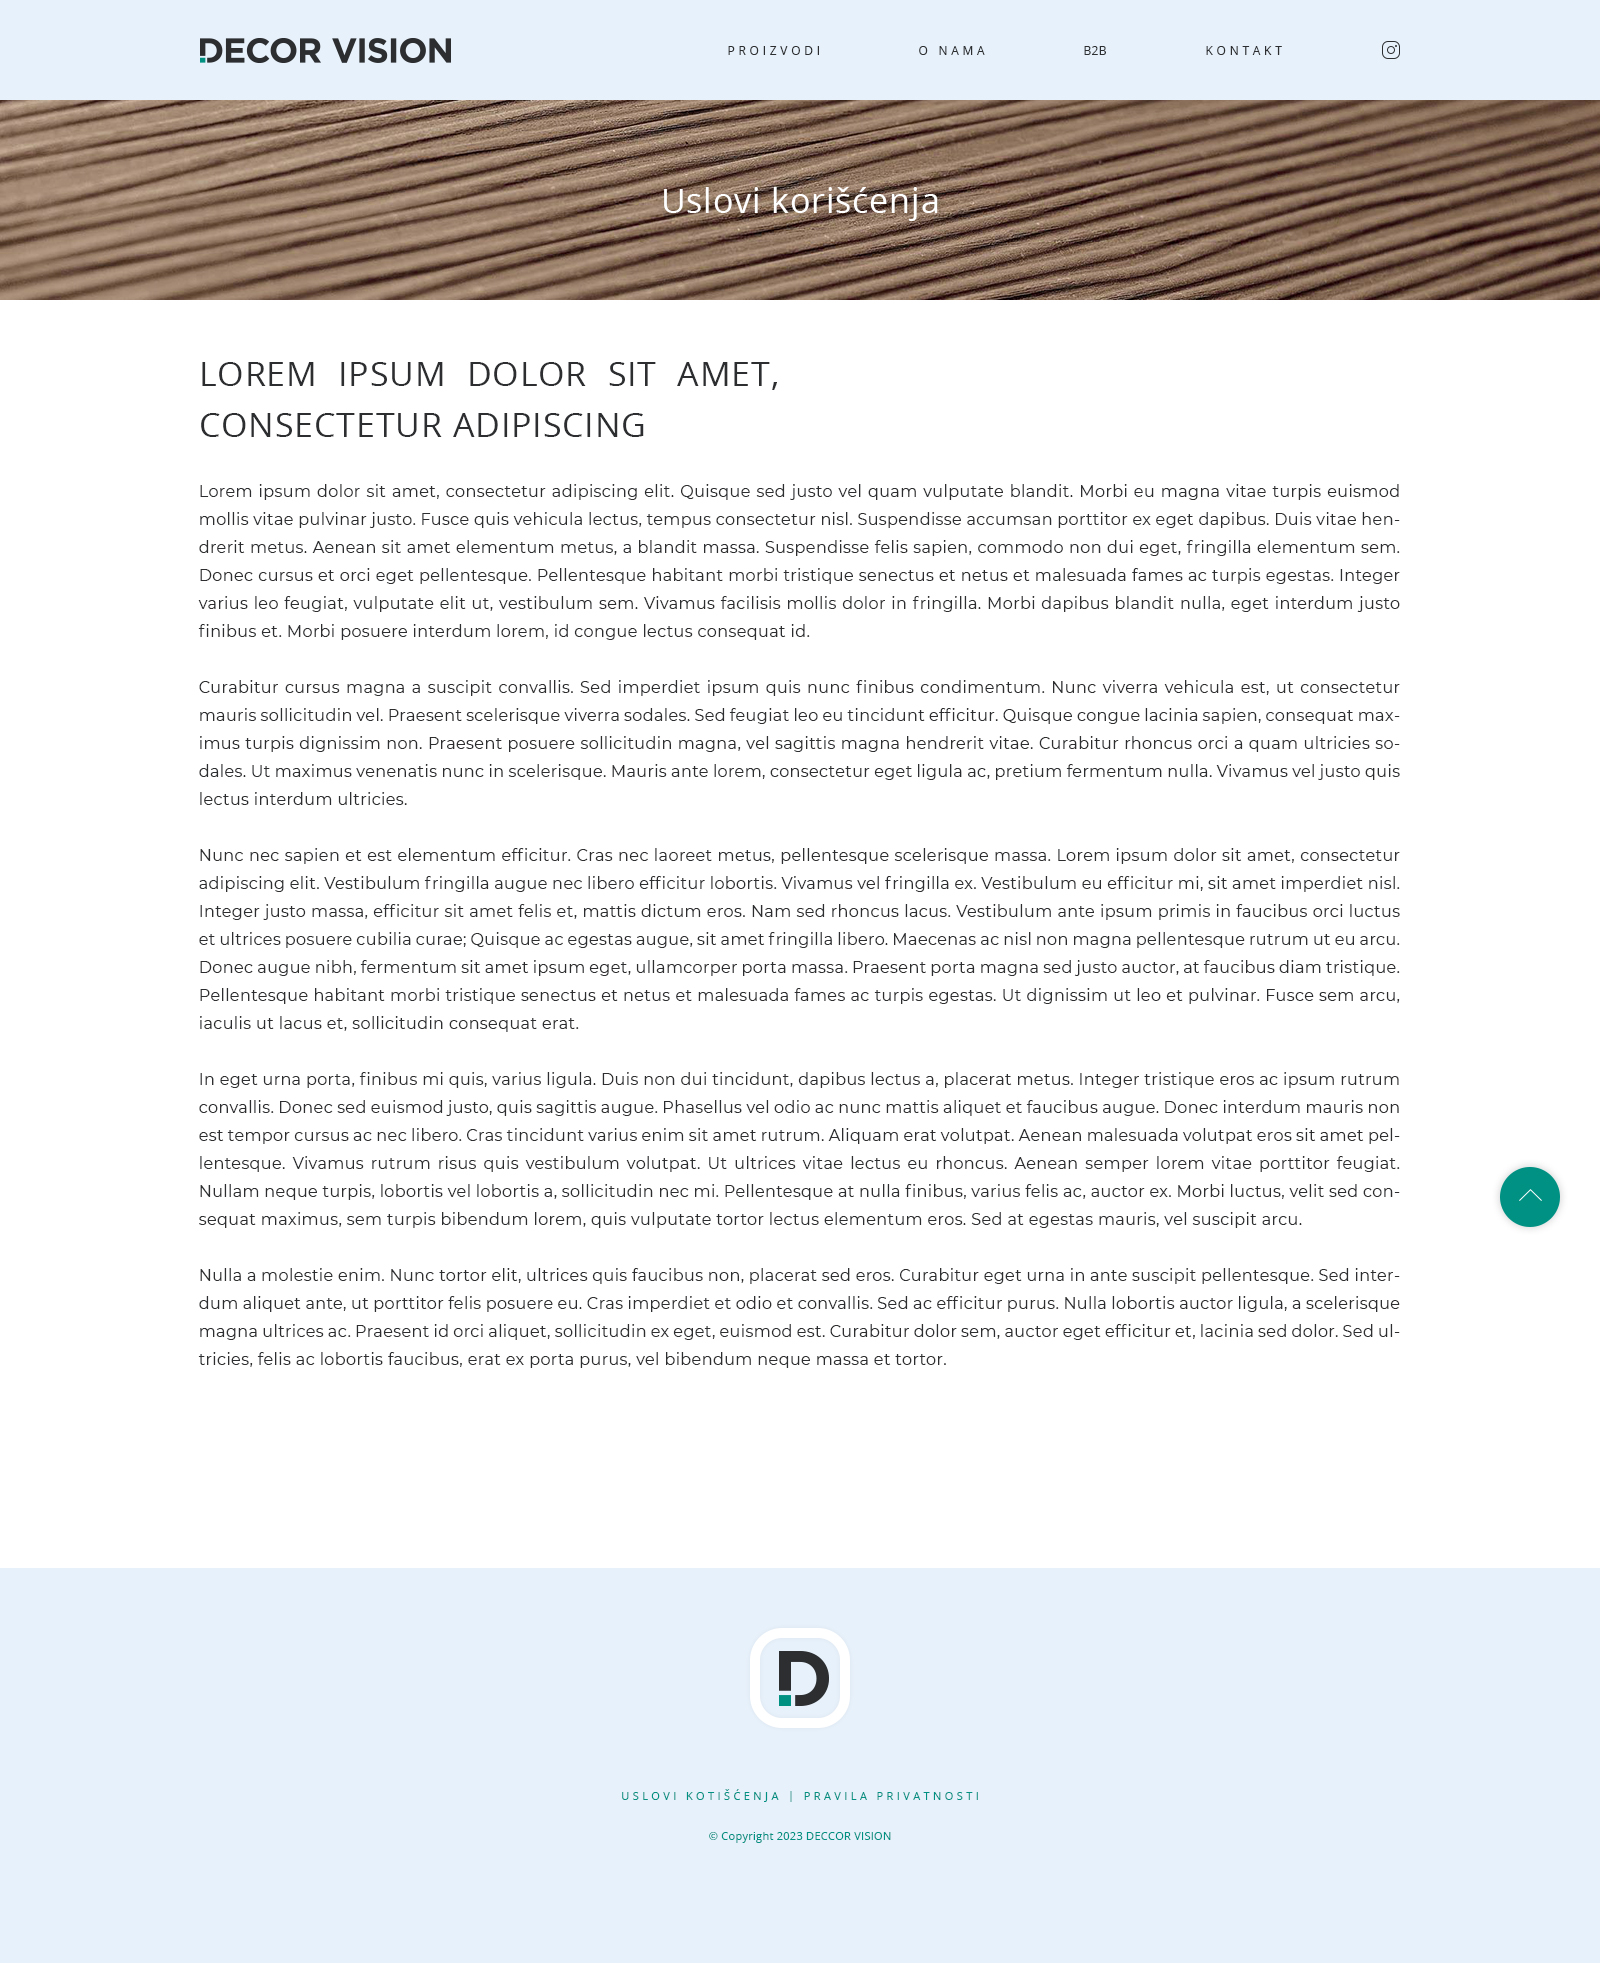 DECOR VISION
PROIZVODI
O NAMA
B2B
KONTAKT
Uslovi korišćenja
LOREM IPSUM DOLOR SIT AMET,
CONSECTETUR ADIPISCING
Lorem ipsum dolor sit amet, consectetur adipiscing elit. Quisque sed justo vel quam vulputate blandit. Morbi eu magna vitae turpis euismod
mollis vitae pulvinar justo. Fusce quis vehicula lectus, tempus consectetur nisl. Suspendisse accumsan porttitor ex eget dapibus. Duis vitae hen-
drerit metus. Aenean sit amet elementum metus, a blandit massa. Suspendisse felis sapien, commodo non dui eget, fringilla elementum sem.
Donec cursus et orci eget pellentesque. Pellentesque habitant morbi tristique senectus et netus et malesuada fames ac turpis egestas. Integer
varius leo feugiat, vulputate elit ut, vestibulum sem. Vivamus facilisis mollis dolor in fringilla. Morbi dapibus blandit nulla, eget interdum justo
finibus et. Morbi posuere interdum lorem, id congue lectus consequat id.
Curabitur cursus magna a suscipit convallis. Sed imperdiet ipsum quis nunc finibus condimentum. Nunc viverra vehicula est, ut consectetur
mauris sollicitudin vel. Praesent scelerisque viverra sodales. Sed feugiat leo eu tincidunt efficitur. Quisque congue lacinia sapien, consequat max-
imus turpis dignissim non. Praesent posuere sollicitudin magna, vel sagittis magna hendrerit vitae. Curabitur rhoncus orci a quam ultricies so-
dales. Ut maximus venenatis nunc in scelerisque. Mauris ante lorem, consectetur eget ligula ac, pretium fermentum nulla. Vivamus vel justo quis
lectus interdum ultricies.
Nunc nec sapien et est elementum efficitur. Cras nec laoreet metus, pellentesque scelerisque massa. Lorem ipsum dolor sit amet, consectetur
adipiscing elit. Vestibulum fringilla augue nec libero efficitur lobortis. Vivamus vel fringilla ex. Vestibulum eu efficitur mi, sit amet imperdiet nisl.
Integer justo massa, efficitur sit amet felis et, mattis dictum eros. Nam sed rhoncus lacus. Vestibulum ante ipsum primis in faucibus orci luctus
et ultrices posuere cubilia curae; Quisque ac egestas augue, sit amet fringilla libero. Maecenas ac nisl non magna pellentesque rutrum ut eu arcu.
Donec augue nibh, fermentum sit amet ipsum eget, ullamcorper porta massa. Praesent porta magna sed justo auctor, at faucibus diam tristique.
Pellentesque habitant morbi tristique senectus et netus et malesuada fames ac turpis egestas. Ut dignissim ut leo et pulvinar. Fusce sem arcu,
iaculis ut lacus et, sollicitudin consequat erat.
In eget urna porta, finibus mi quis, varius ligula. Duis non dui tincidunt, dapibus lectus a, placerat metus. Integer tristique eros ac ipsum rutrum
convallis. Donec sed euismod justo, quis sagittis augue. Phasellus vel odio ac nunc mattis aliquet et faucibus augue. Donec interdum mauris non
est tempor cursus ac nec libero. Cras tincidunt varius enim sit amet rutrum. Aliquam erat volutpat. Aenean malesuada volutpat eros sit amet pel-
lentesque. Vivamus rutrum risus quis vestibulum volutpat. Ut ultrices vitae lectus eu rhoncus. Aenean semper lorem vitae porttitor feugiat.
Nullam neque turpis, lobortis vel lobortis a, sollicitudin nec mi. Pellentesque at nulla finibus, varius felis ac, auctor ex. Morbi luctus, velit sed con-
sequat maximus, sem turpis bibendum lorem, quis vulputate tortor lectus elementum eros. Sed at egestas mauris, vel suscipit arcu.
Nulla a molestie enim. Nunc tortor elit, ultrices quis faucibus non, placerat sed eros. Curabitur eget urna in ante suscipit pellentesque. Sed inter-
dum aliquet ante, ut porttitor felis posuere eu. Cras imperdiet et odio et convallis. Sed ac efficitur purus. Nulla lobortis auctor ligula, a scelerisque
magna ultrices ac. Praesent id orci aliquet, sollicitudin ex eget, euismod est. Curabitur dolor sem, auctor eget efficitur et, lacinia sed dolor. Sed ul-
tricies, felis ac lobortis faucibus, erat ex porta purus, vel bibendum neque massa et tortor.
D
USLOVI KOTIŠĆENJA | PRAVILA PRIVATNOSTI
© Copyright 2023 DECCOR VISION